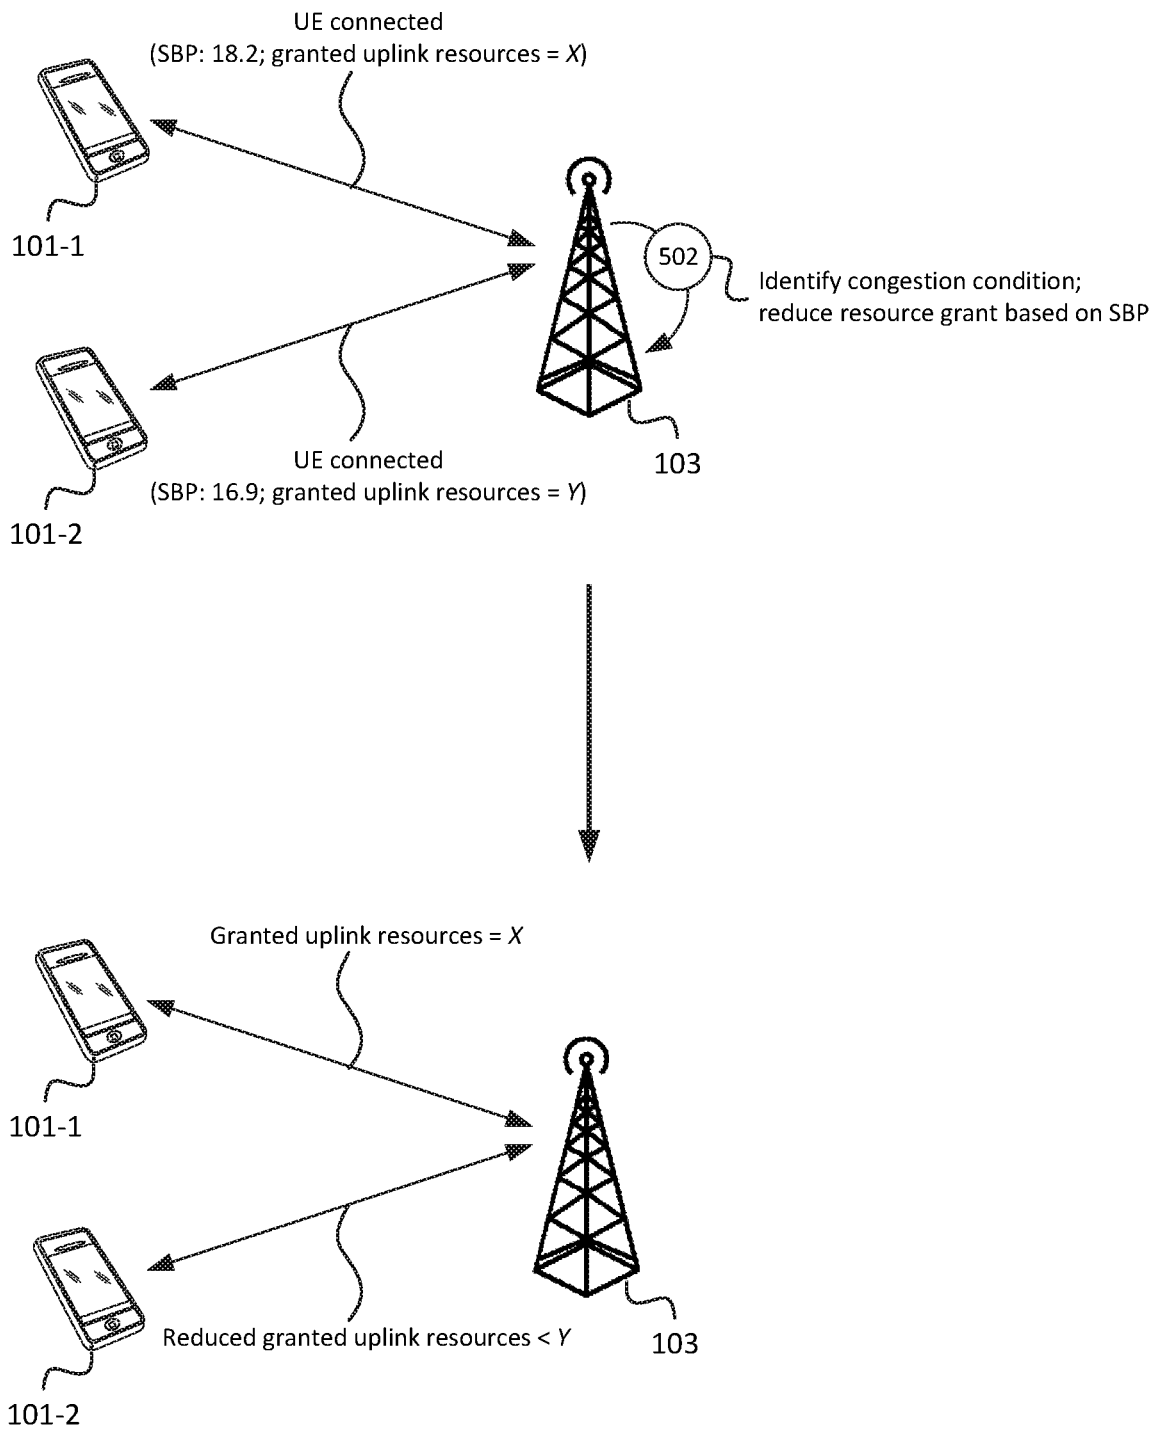 UE connected
(SBP: 18.2; granted uplink resources = X)
101-1
502
Identify congestion condition;
reduce resource grant based on SBP
103
UE connected
(SBP: 16.9; granted uplink resources = Y)
101-2
Granted uplink resources = X
101-1
Reduced granted uplink resources < Y
103
101-2